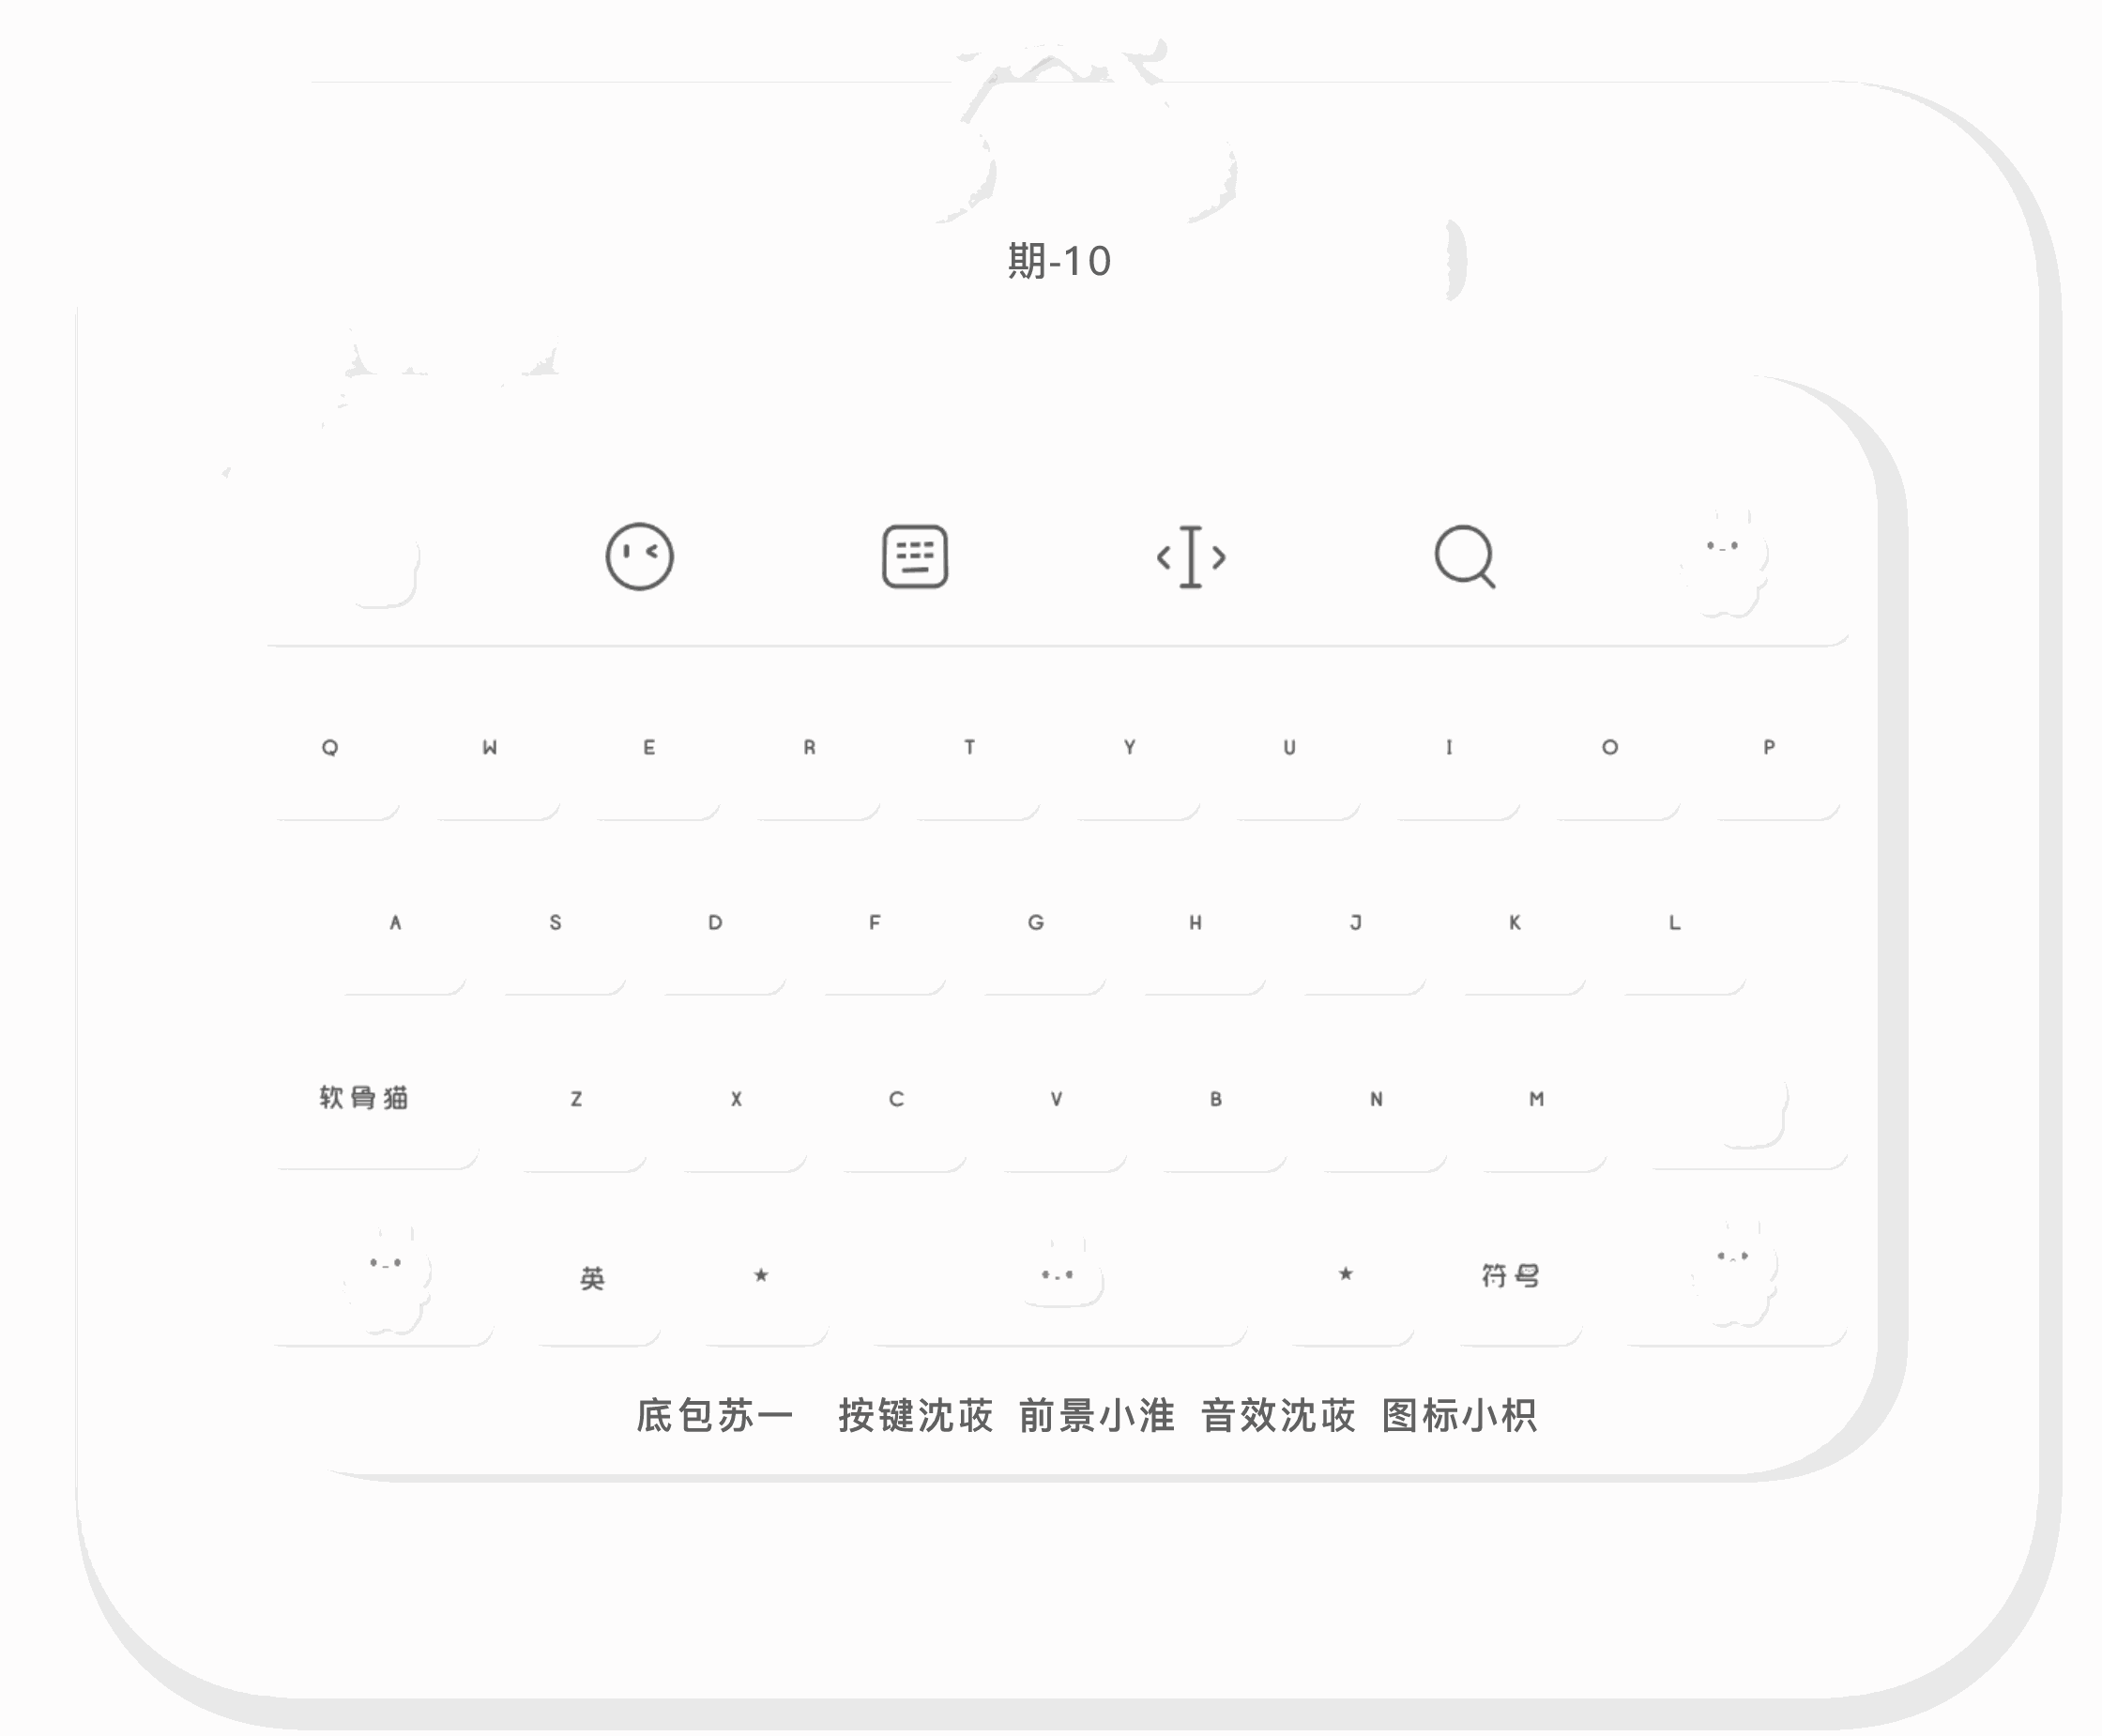 期-10
Q W E R T Y U I O P
A S D F G H J K L
软骨猫 Z X C V B N M
英 ★ ★ 符号
底包苏一 按键沈莜 前景小淮 音效沈莜 图标小枳